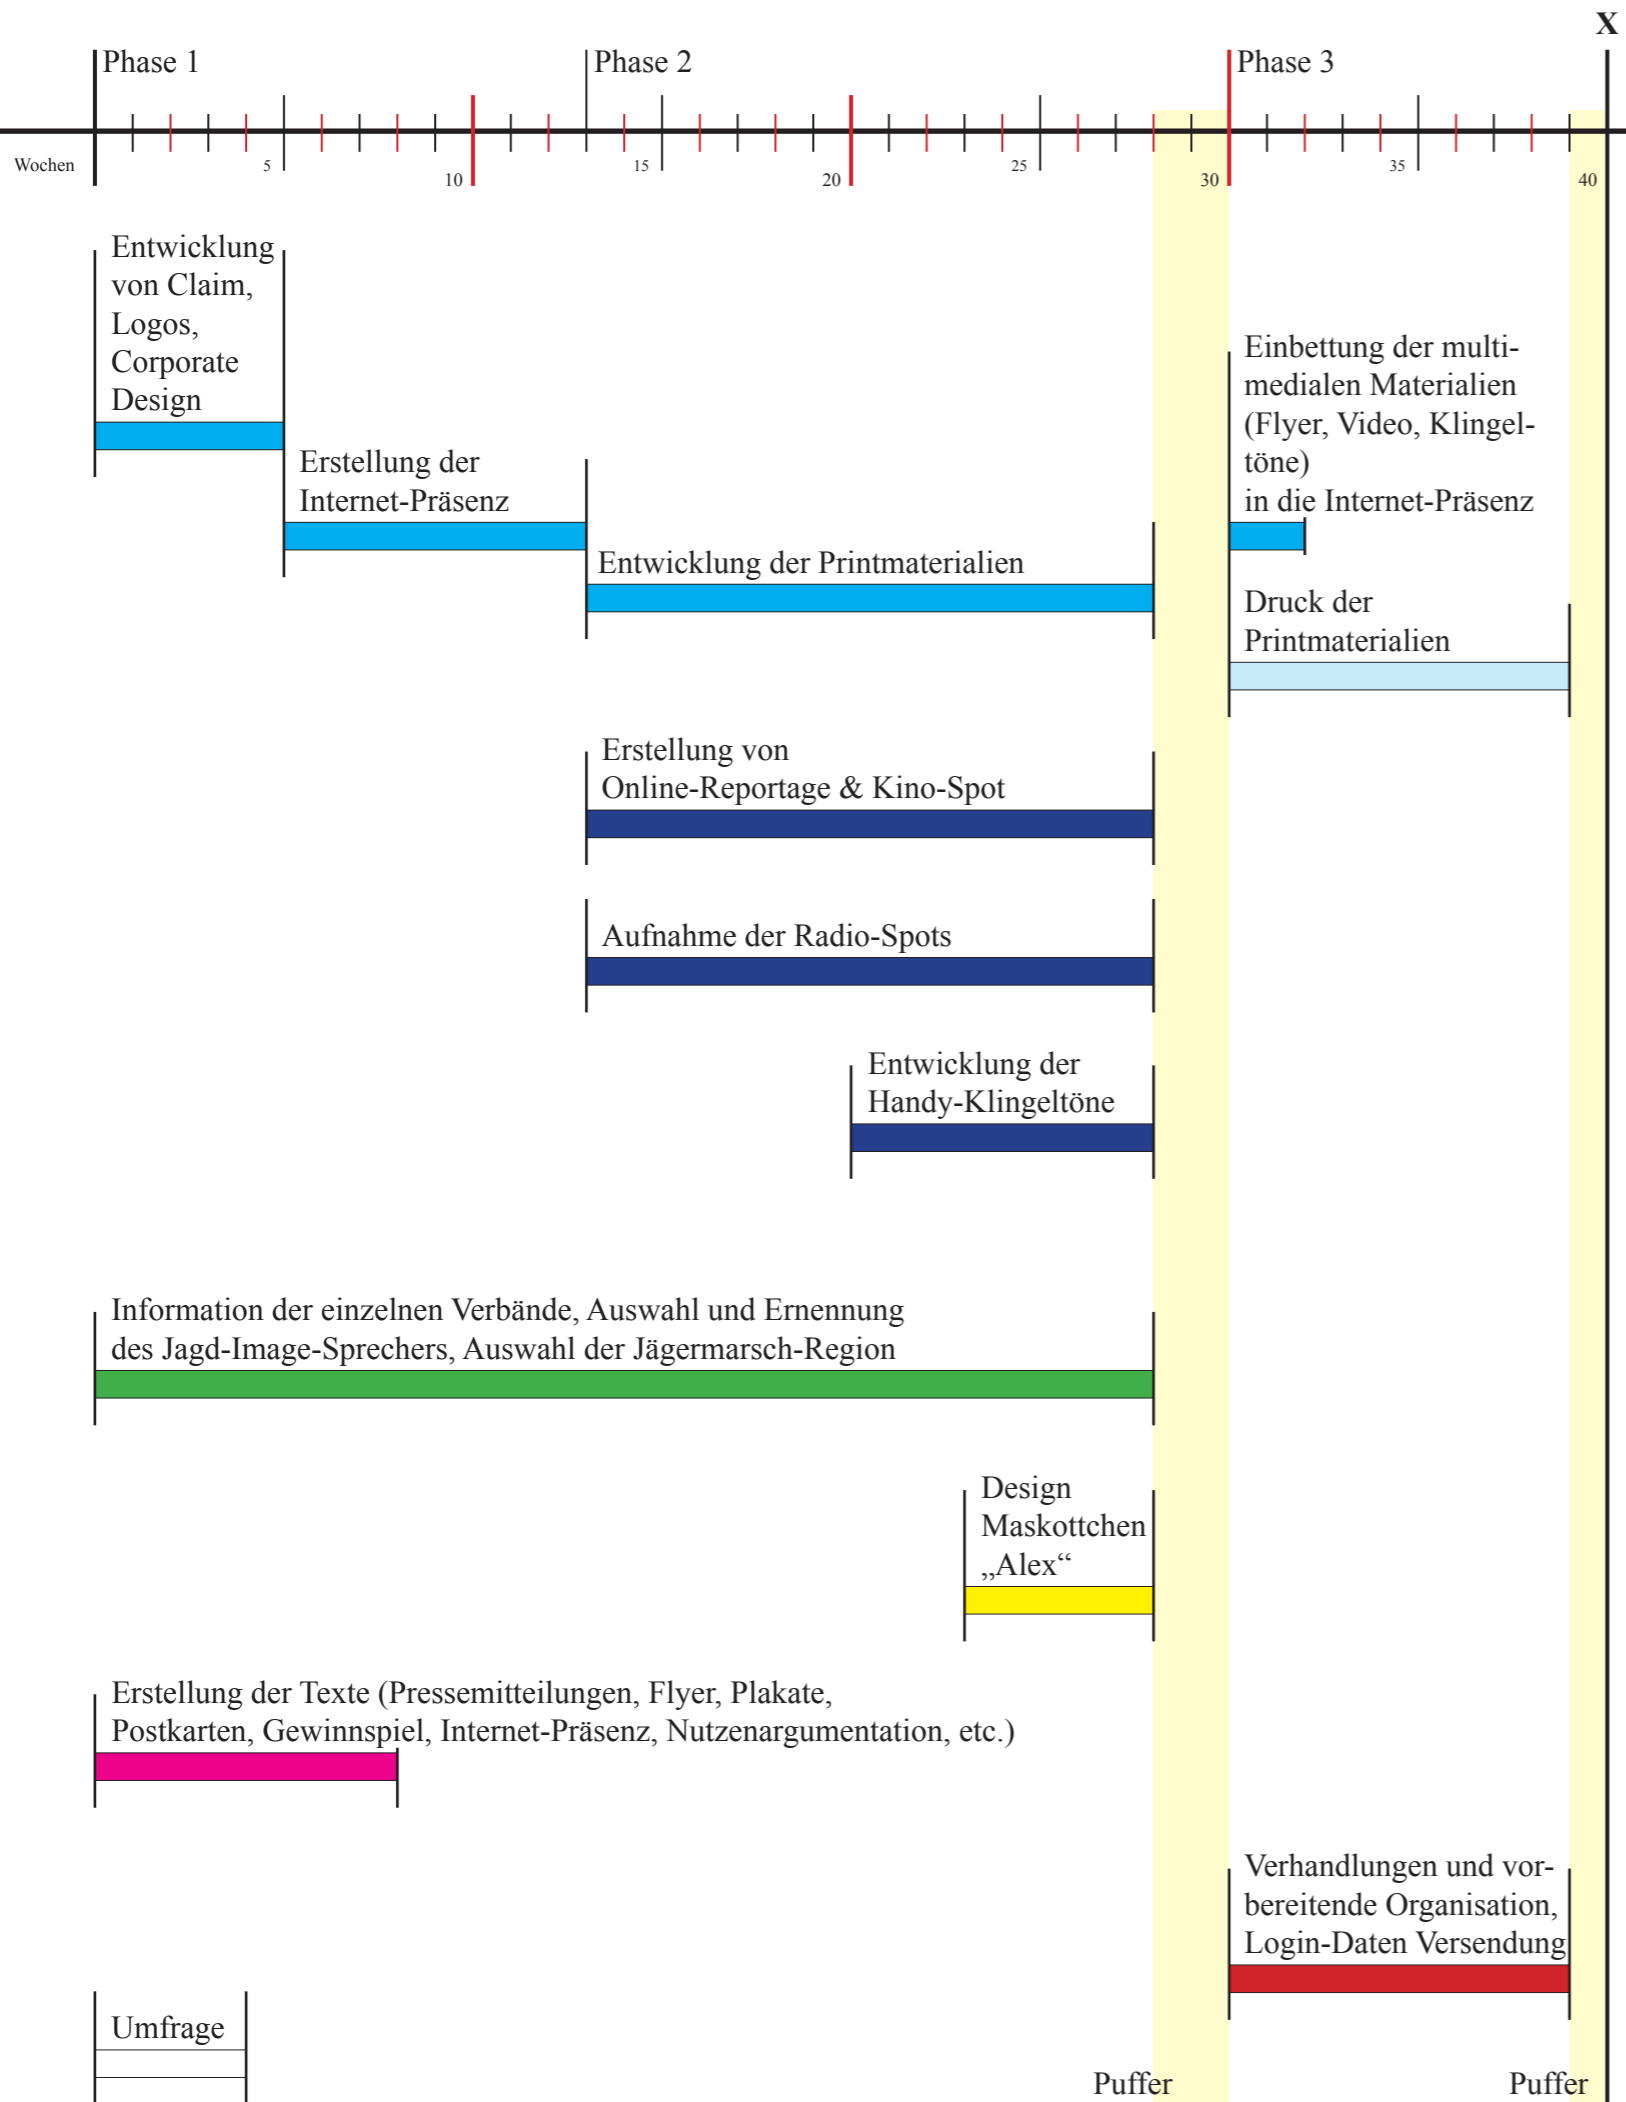 X
Phase 1
Phase 2
Phase 3
Wochen
5
10
15
20
25
30
35
40
Entwicklung
von Claim,
Logos,
Corporate
Design
Erstellung der
Internet-Präsenz
Entwicklung der Printmaterialien
Einbettung der multi-
medialen Materialien
(Flyer, Video, Klingel-
töne)
in die Internet-Präsenz
Druck der
Printmaterialien
Erstellung von
Online-Reportage & Kino-Spot
Aufnahme der Radio-Spots
Entwicklung der
Handy-Klingeltöne
Information der einzelnen Verbände, Auswahl und Ernennung
des Jagd-Image-Sprechers, Auswahl der Jägermarsch-Region
Design
Maskottchen
„Alex“
Erstellung der Texte (Pressemitteilungen, Flyer, Plakate,
Postkarten, Gewinnspiel, Internet-Präsenz, Nutzenargumentation, etc.)
Verhandlungen und vor-
bereitende Organisation,
Login-Daten Versendung
Umfrage
Puffer
Puffer